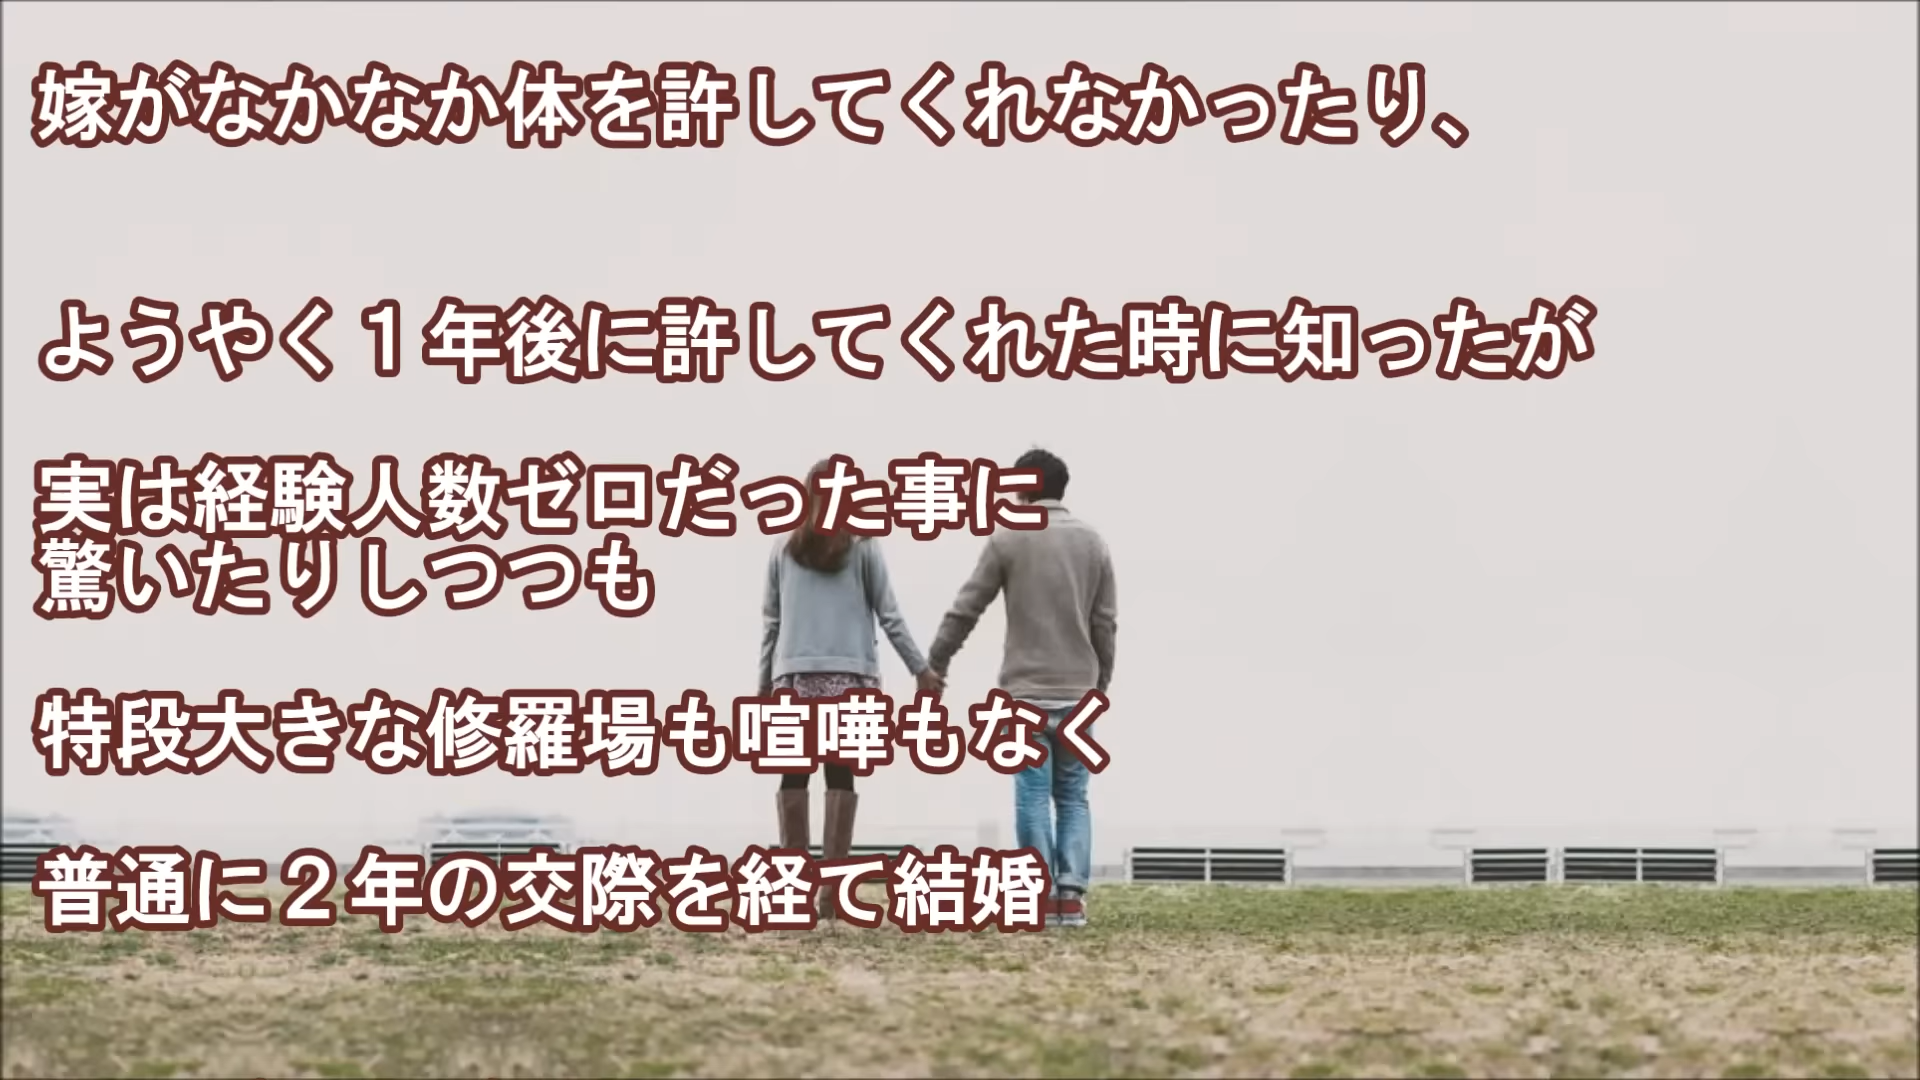 嫁がなかなか体を許してくれなかったり、
ようやく１年後に許してくれた時に知ったが
実は経験人数ゼロだった事に
驚いたりしつつも
特段大きな修羅場も喧嘩もなく
普通に２年の交際を経て結婚